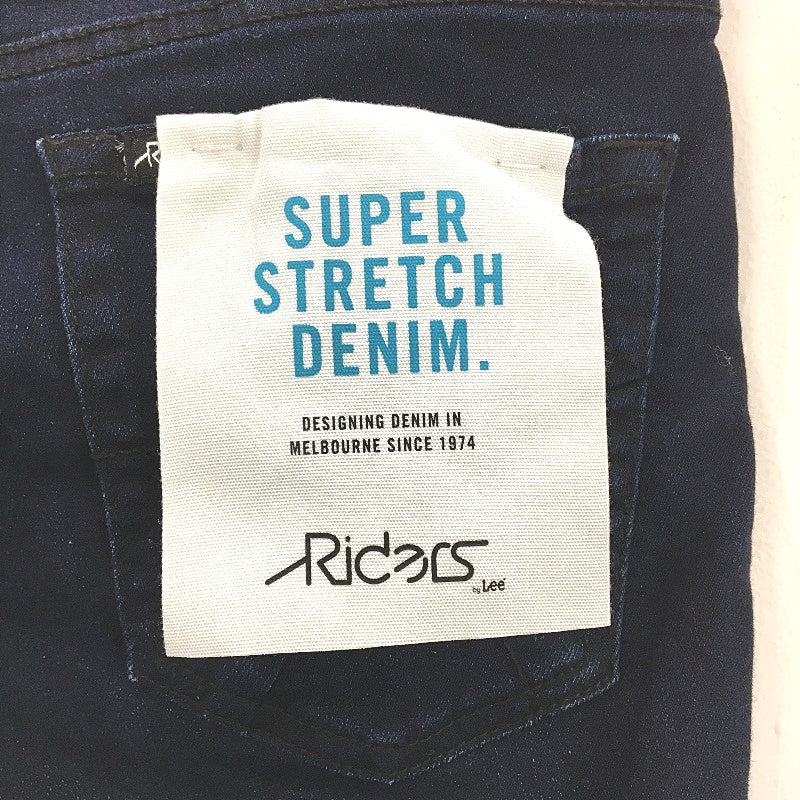 SUPER
STRETCH
DENIM.
DESIGNING DENIM IN
MELBOURNE SINCE 1974
Riders
by Lee